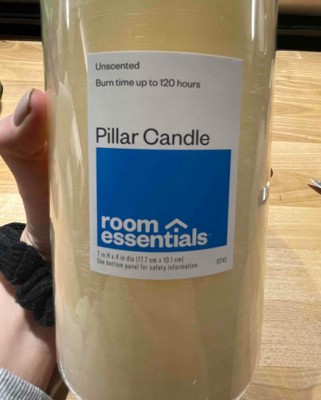 Unscented
Burn time up to 120 hours
Pillar Candle
room
essentials
7 in H x 4 in dia (17.7 cm x 10.1 cm)
See bottom panel for safety information